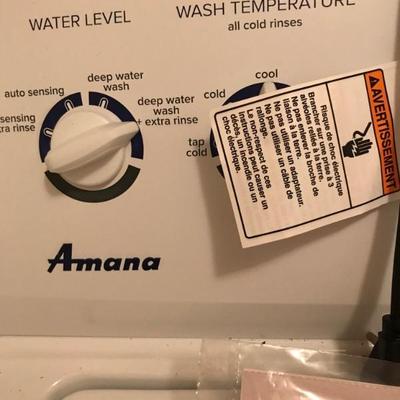 WATER LEVEL
WASH TEMPERATURE
all cold rinses
auto sensing
deep water
wash
sensing
extra rinse
deep water
wash
+ extra rinse
cool
cold
tap
cold
AVERTISSEMENT
Risque de choc électrique
Brancher sur une prise à 3
alvéoles reliée à la terre.
Ne pas enlever la broche de
liaison à la terre.
Ne pas utiliser un adaptateur.
Ne pas utiliser un câble de
rallonge.
Le non-respect de ces
instructions peut causer un
décès, un incendie ou un
choc électrique.
Amana